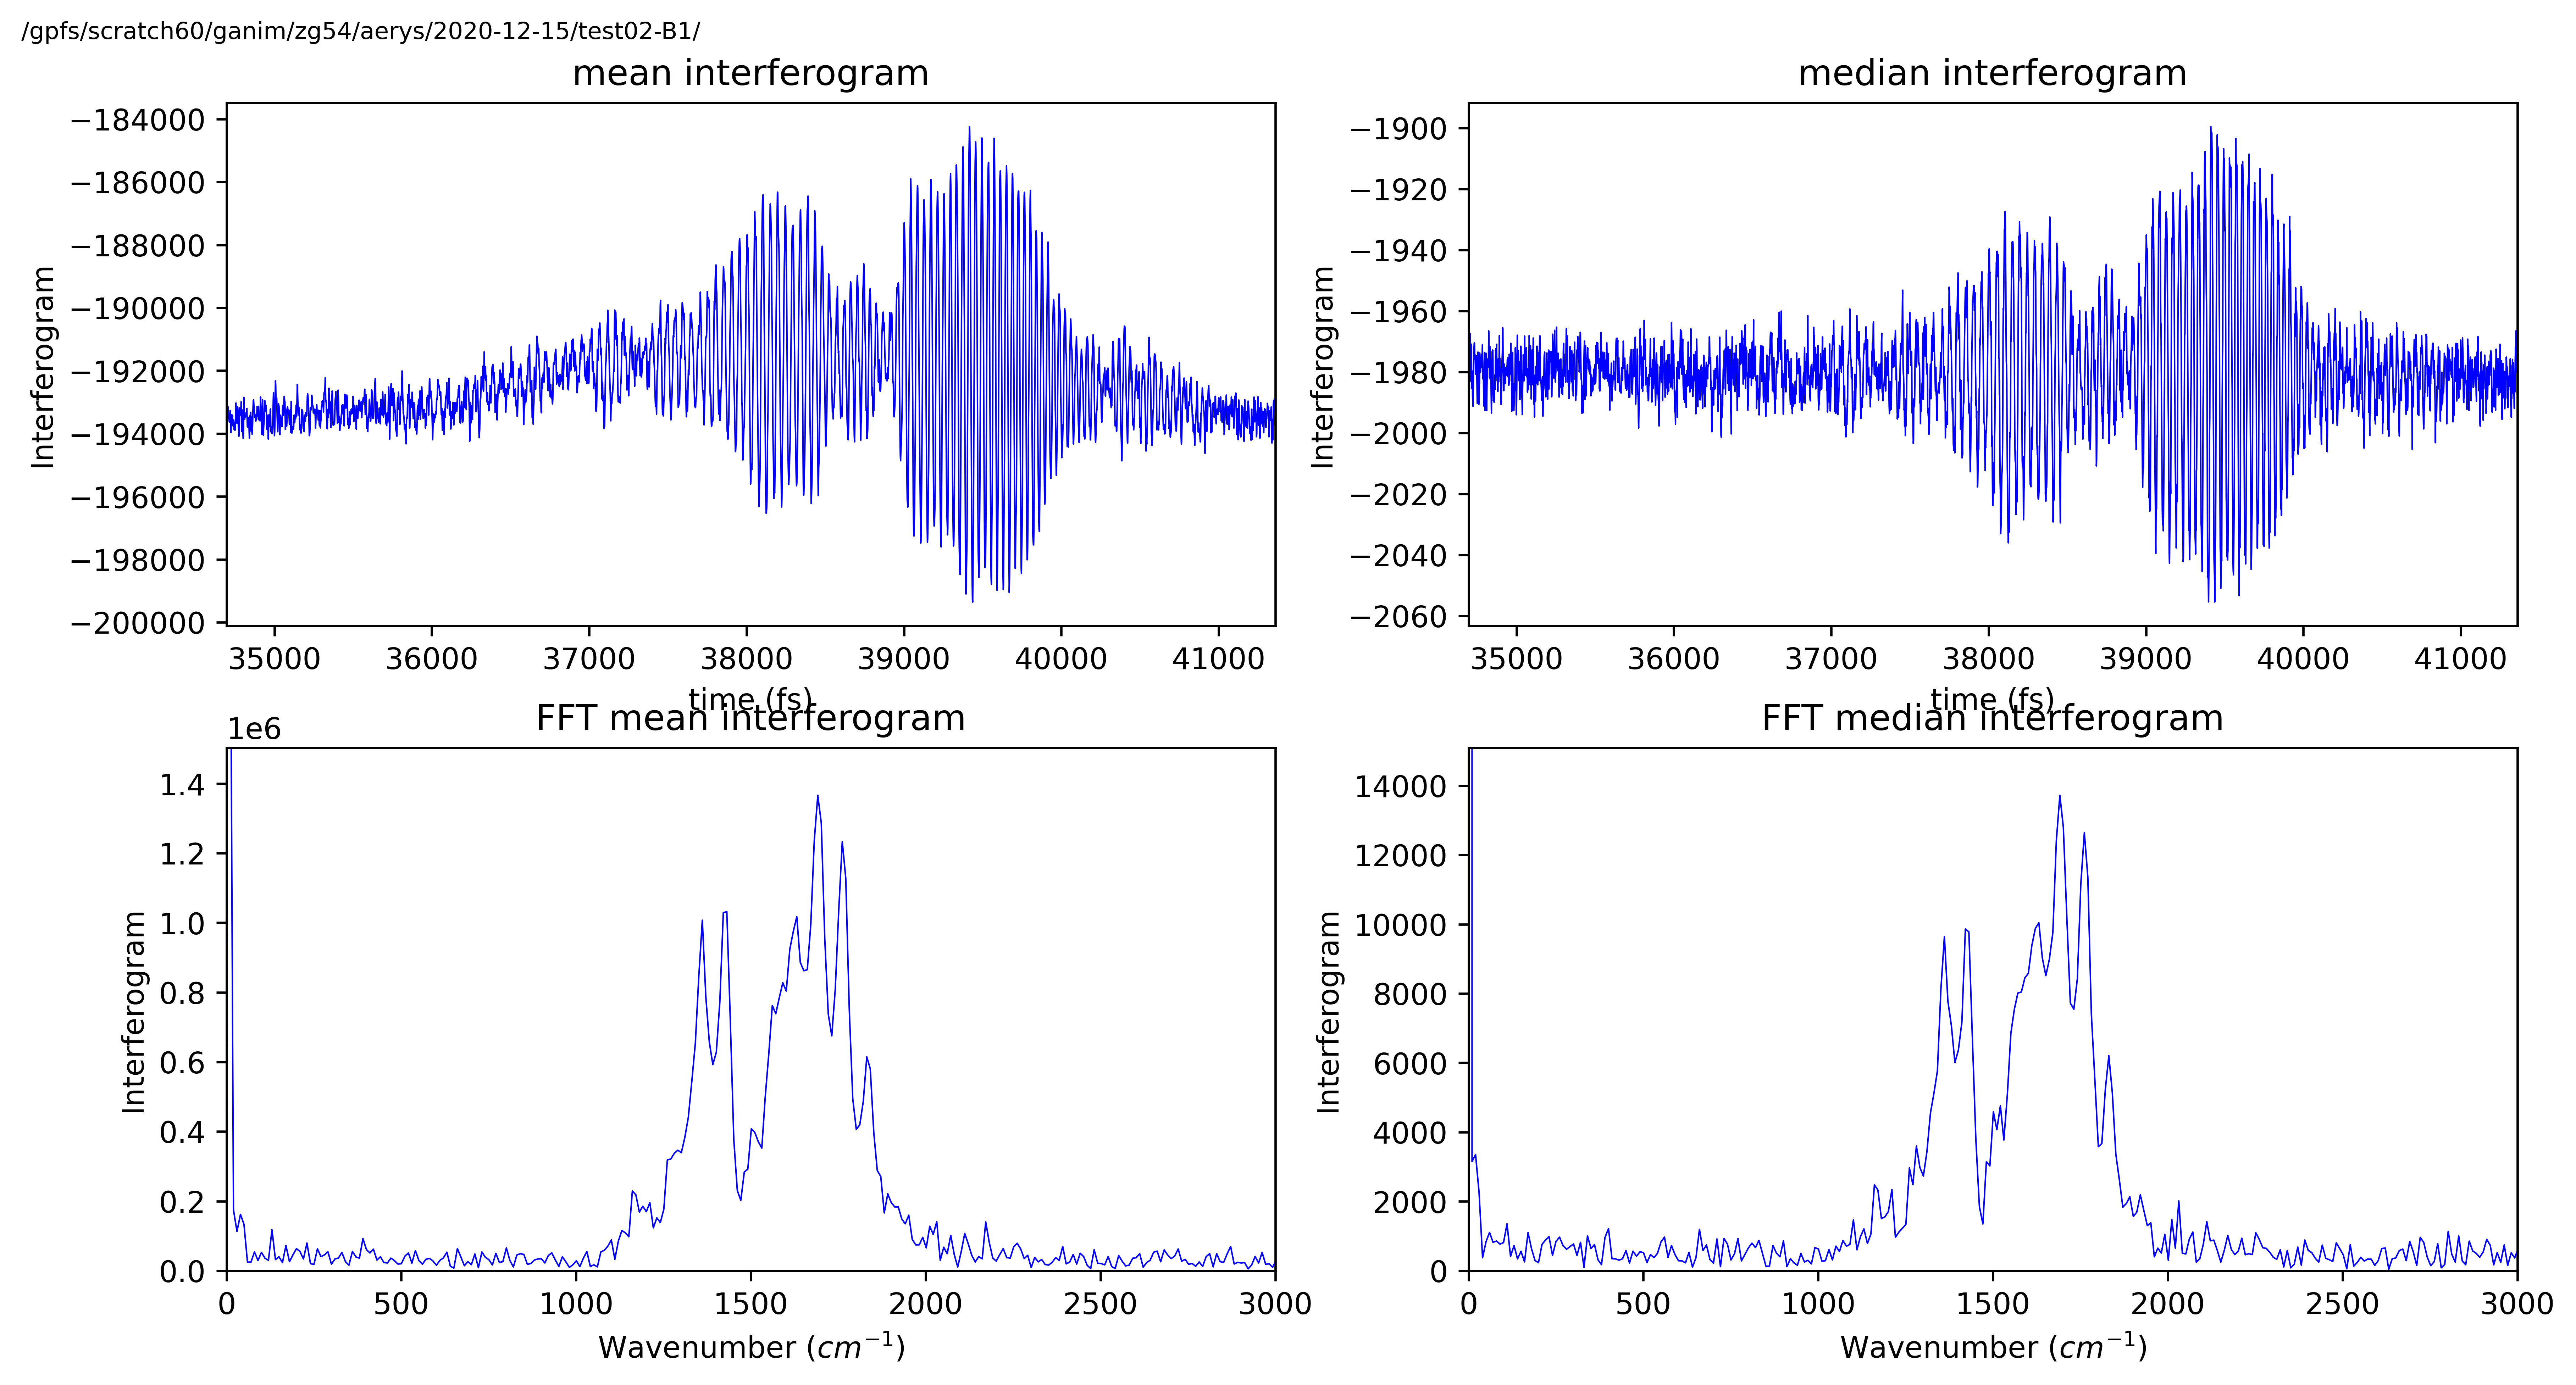 /gpfs/scratch60/ganim/zg54/aerys/2020-12-15/test02-B1/
mean interferogram
−184000
−186000
−188000
−190000
−192000
−194000
−196000
−198000
−200000
Interferogram
35000 36000 37000 38000 39000 40000 41000
time (fs)
median interferogram
−1900
−1920
−1940
−1960
−1980
−2000
−2020
−2040
−2060
Interferogram
35000 36000 37000 38000 39000 40000 41000
time (fs)
FFT mean interferogram
1e6
1.4
1.2
1.0
0.8
0.6
0.4
0.2
0.0
Interferogram
0 500 1000 1500 2000 2500 3000
Wavenumber (cm⁻¹)
FFT median interferogram
14000
12000
10000
8000
6000
4000
2000
0
Interferogram
0 500 1000 1500 2000 2500 3000
Wavenumber (cm⁻¹)